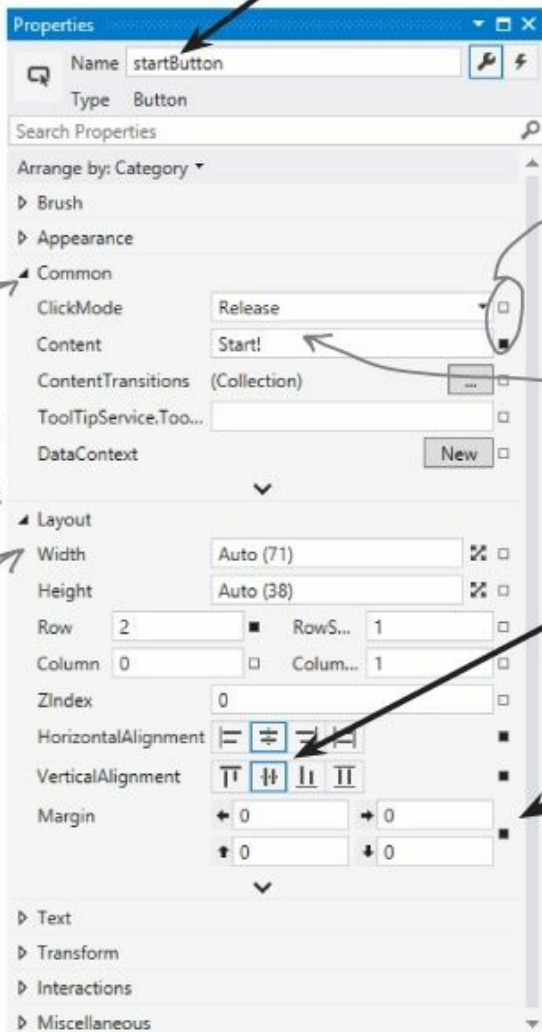 Properties
Name startButton
Type Button
Search Properties
Arrange by: Category
Brush
Appearance
Common
ClickMode Release
Content Start!
ContentTransitions (Collection) ...
ToolTipService.Too...
DataContext New
Layout
Width Auto (71)
Height Auto (38)
Row 2 RowS... 1
Column 0 Colum... 1
ZIndex 0
HorizontalAlignment
VerticalAlignment
Margin 0 0
0 0
Text
Transform
Interactions
Miscellaneous